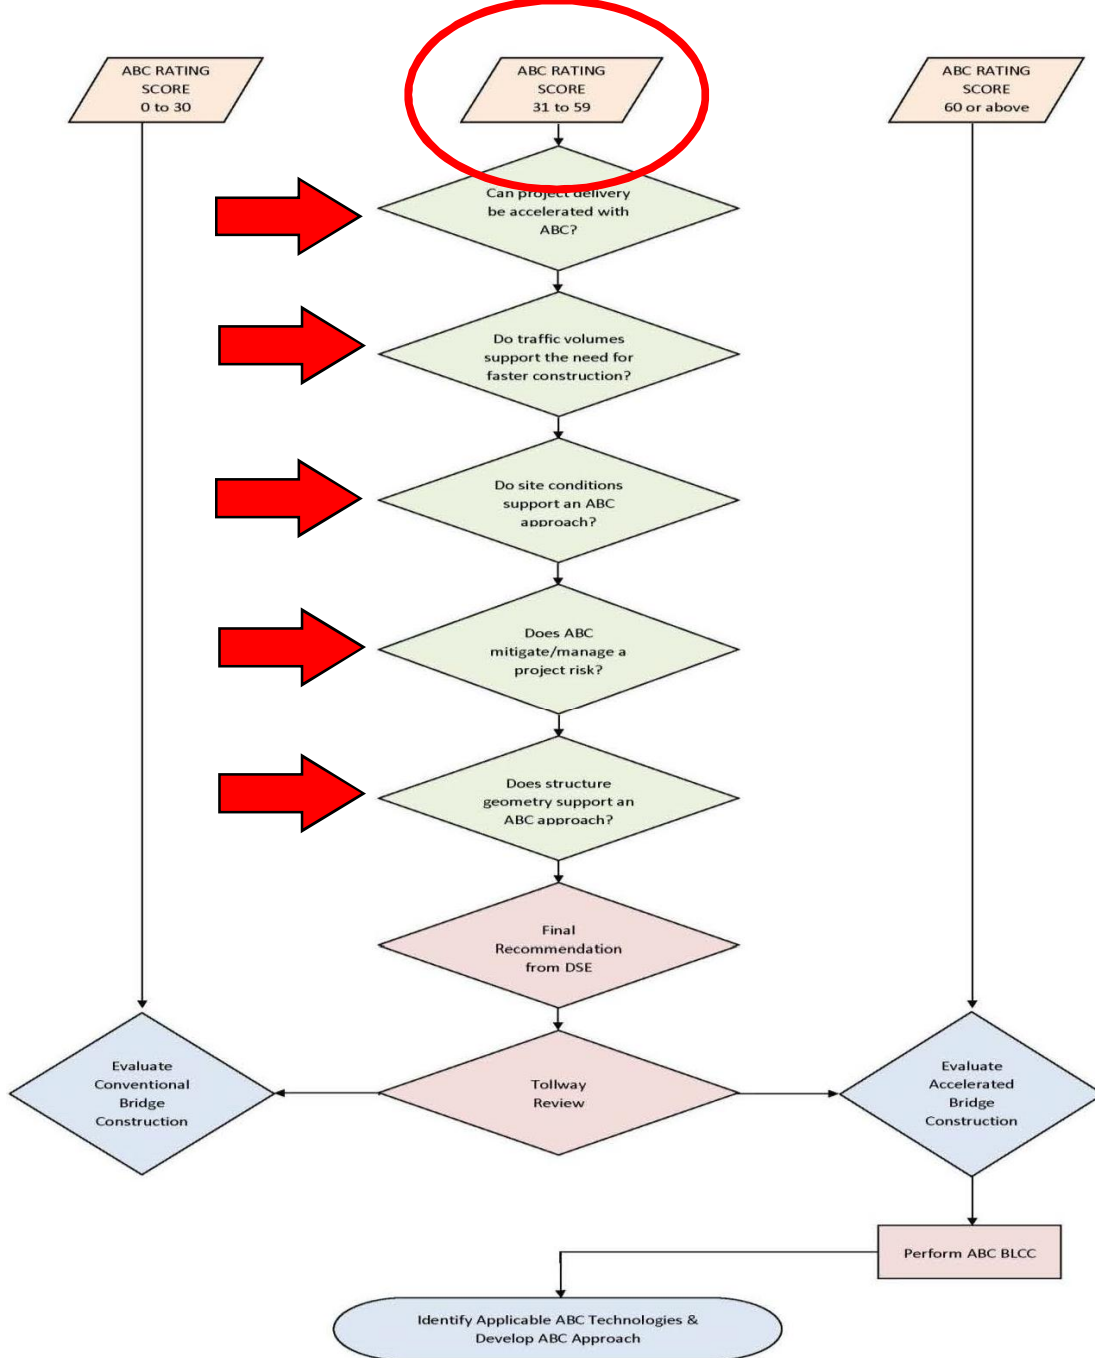 ABC RATING
SCORE
0 to 30
ABC RATING
SCORE
31 to 59
ABC RATING
SCORE
60 or above
Can project delivery
be accelerated with
ABC?
Do traffic volumes
support the need for
faster construction?
Do site conditions
support an ABC
approach?
Does ABC
mitigate/manage a
project risk?
Does structure
geometry support an
ABC approach?
Final
Recommendation
from DSE
Evaluate
Conventional
Bridge
Construction
Tollway
Review
Evaluate
Accelerated
Bridge
Construction
Perform ABC BLCC
Identify Applicable ABC Technologies &
Develop ABC Approach